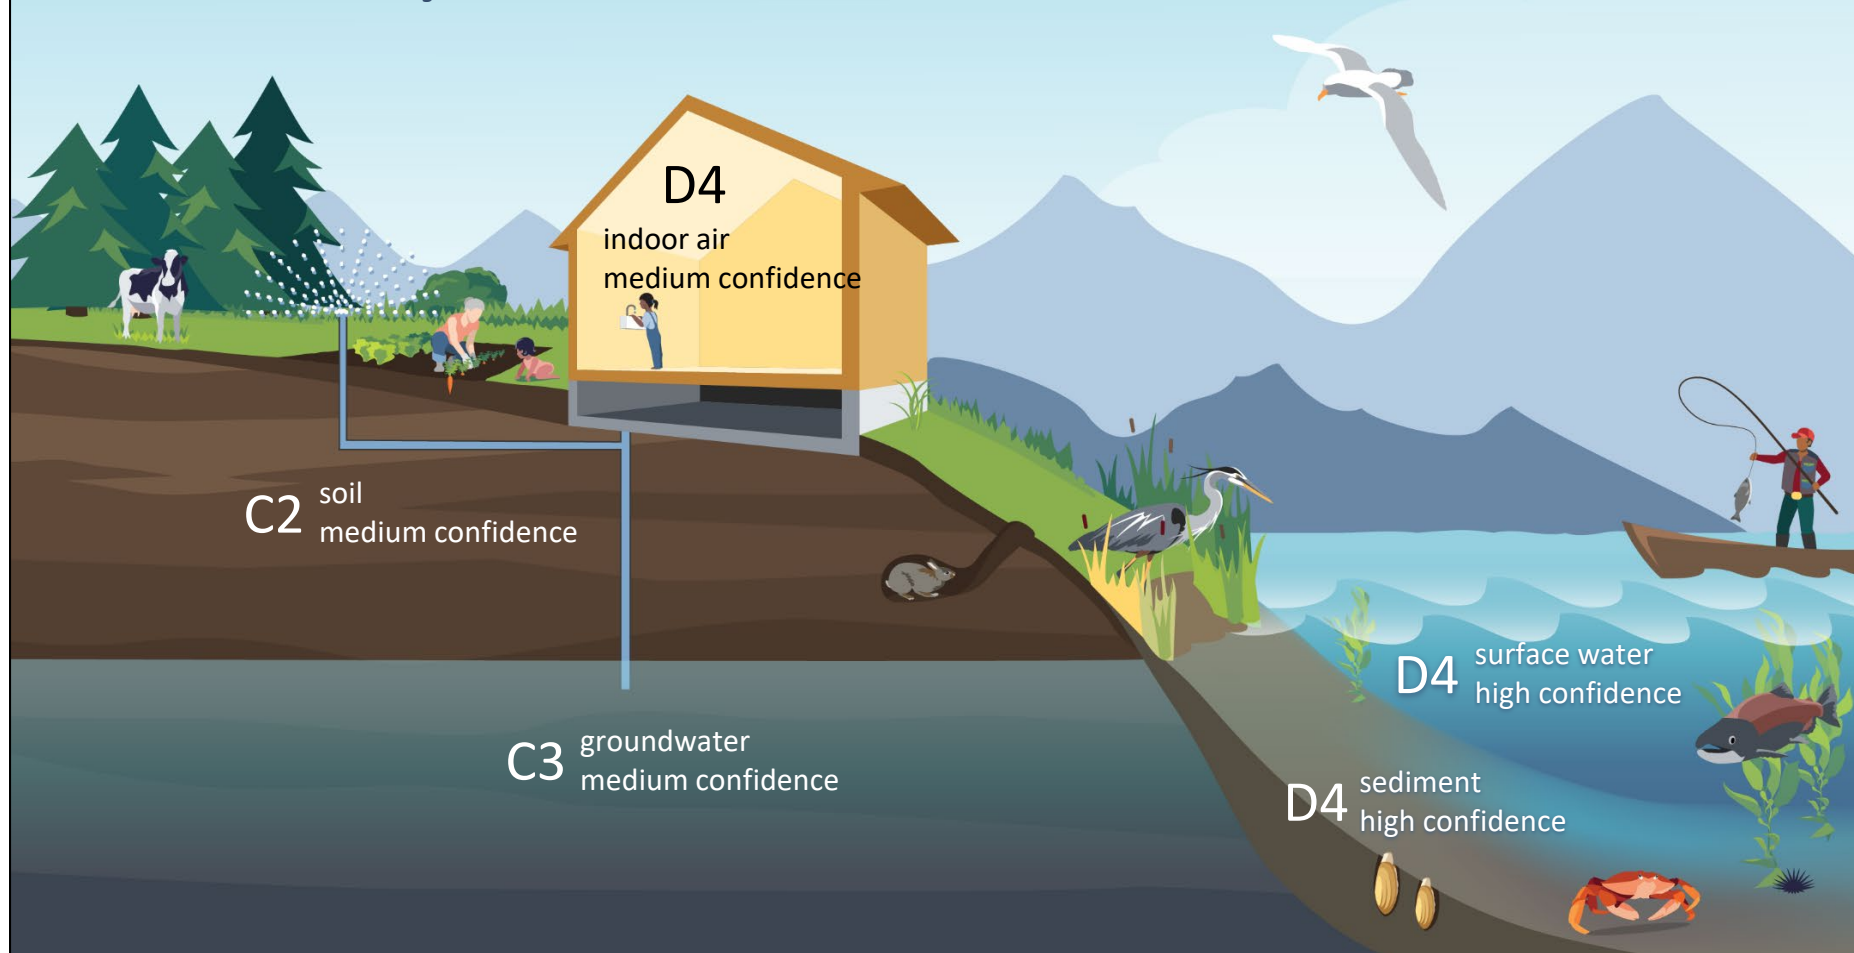 D4
indoor air
medium confidence
C2 soil
medium confidence
C3 groundwater
medium confidence
D4 surface water
high confidence
D4 sediment
high confidence